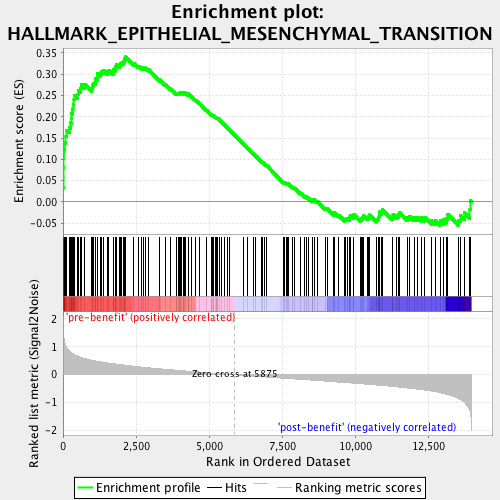 Enrichment plot:
HALLMARK_EPITHELIAL_MESENCHYMAL_TRANSITION
Enrichment score (ES)
0.35
0.30
0.25
0.20
0.15
0.10
0.05
0.00
-0.05
'pre-benefit' (positively correlated)
Ranked list metric (Signal2Noise)
2
1
0
-1
-2
Zero cross at 5875
'post-benefit' (negatively correlated)
0
2,500
5,000
7,500
10,000
12,500
Rank in Ordered Dataset
Enrichment profile
Hits
Ranking metric scores